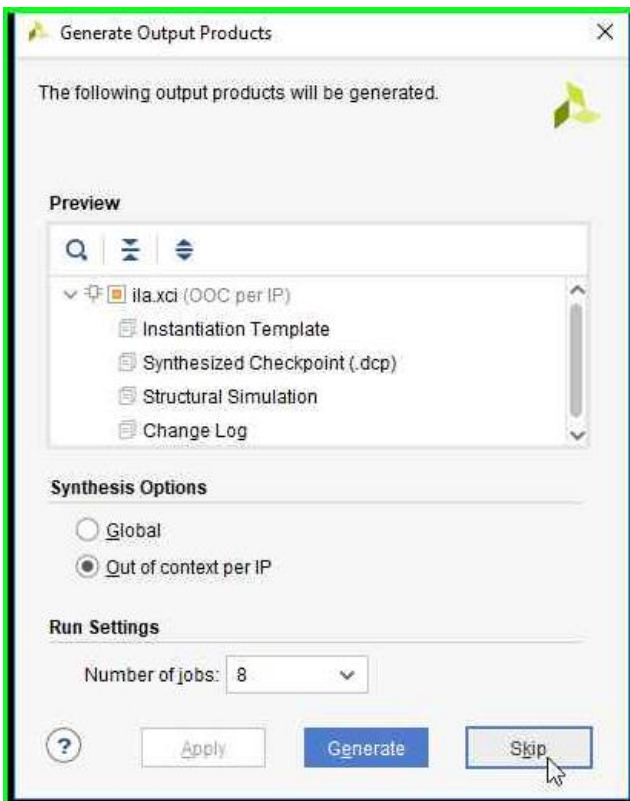 Generate Output Products
The following output products will be generated.
Preview
ila.xci (OOC per IP)
Instantiation Template
Synthesized Checkpoint (.dcp)
Structural Simulation
Change Log
Synthesis Options
Global
Out of context per IP
Run Settings
Number of jobs: 8
? Apply Generate Skip